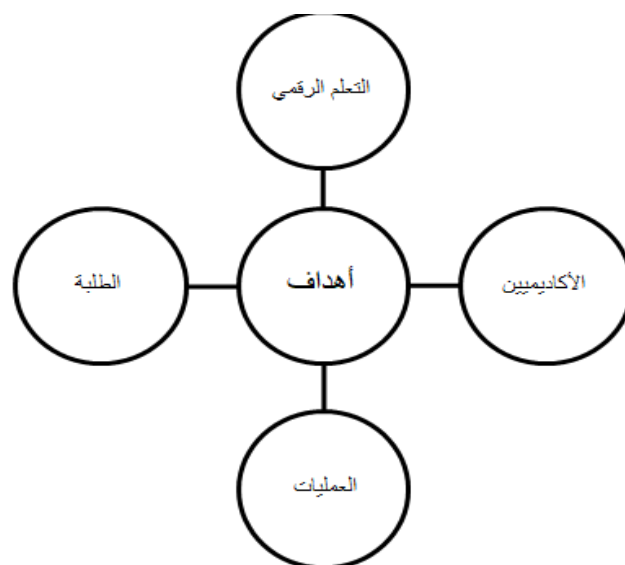 التعلم الرقمي
الأكاديميين
أهداف
الطلبة
العمليات